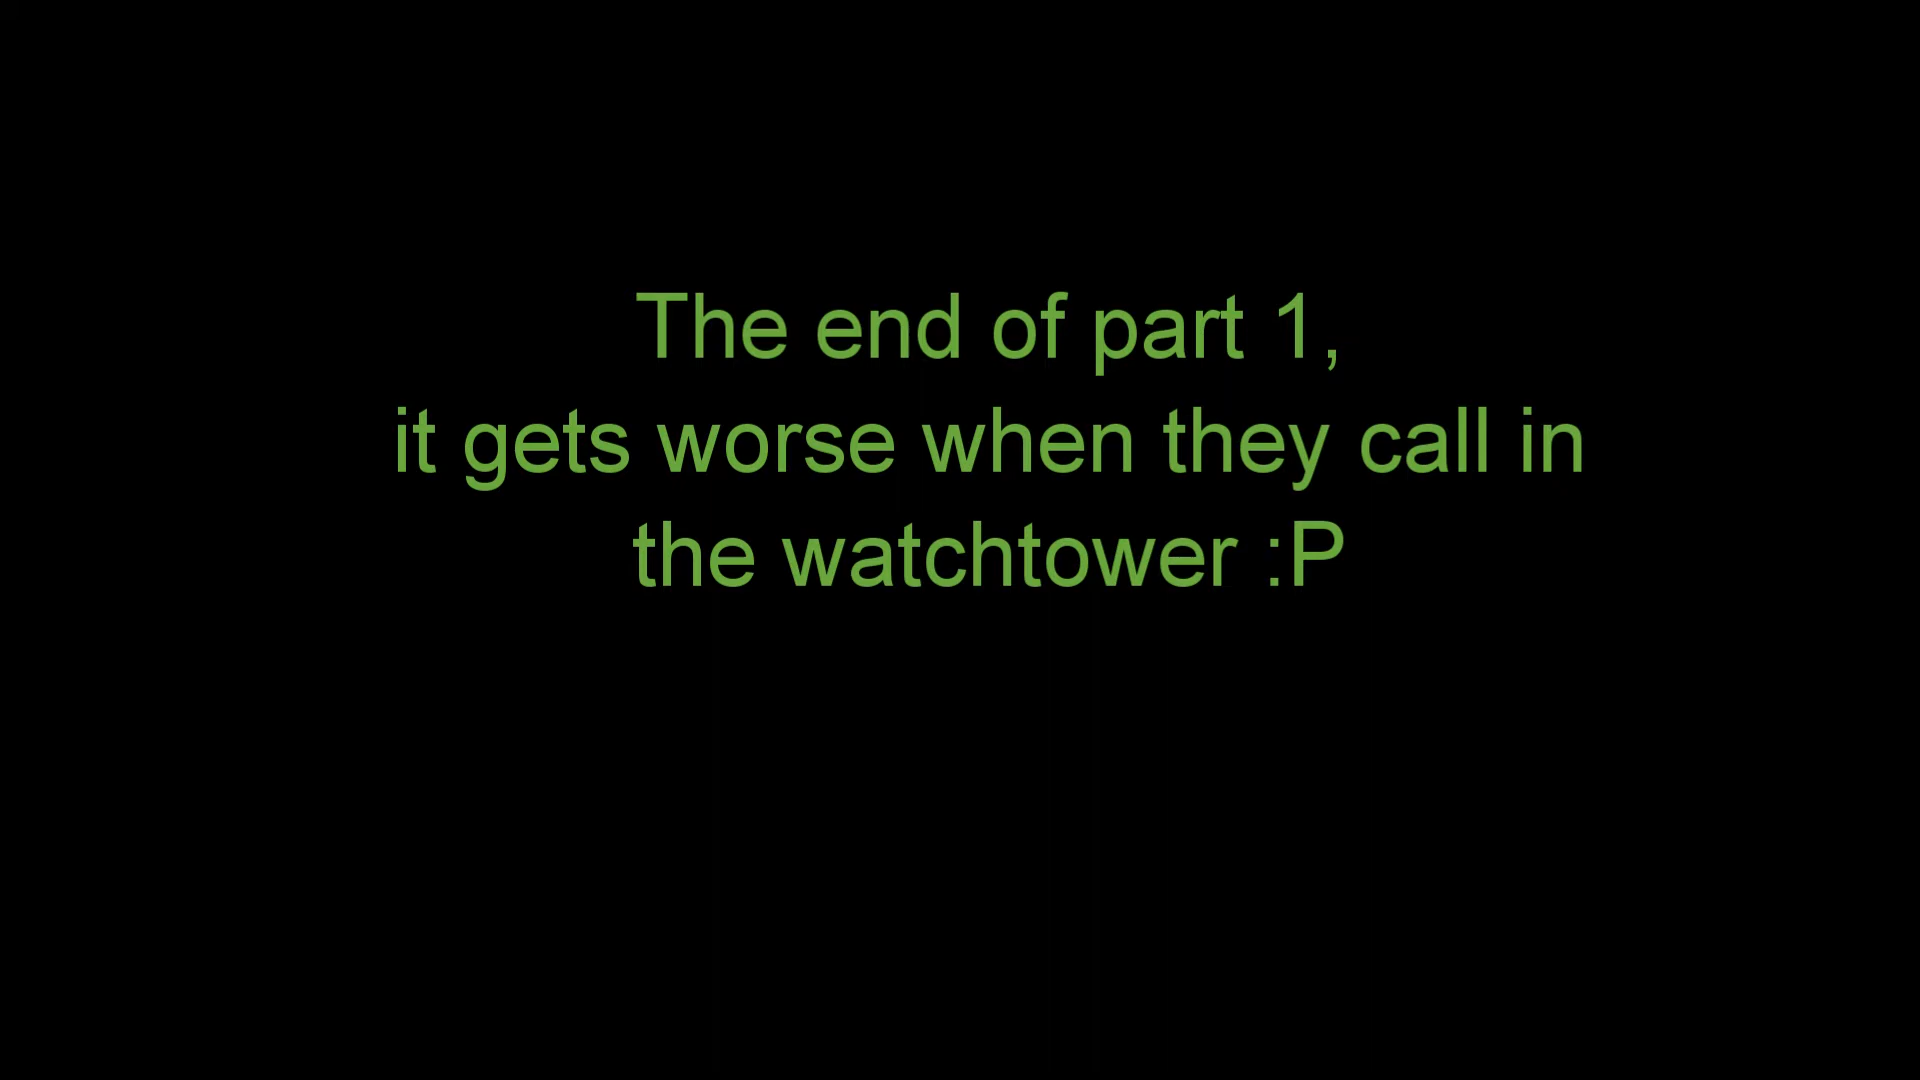 The end of part 1,
it gets worse when they call in
the watchtower :P